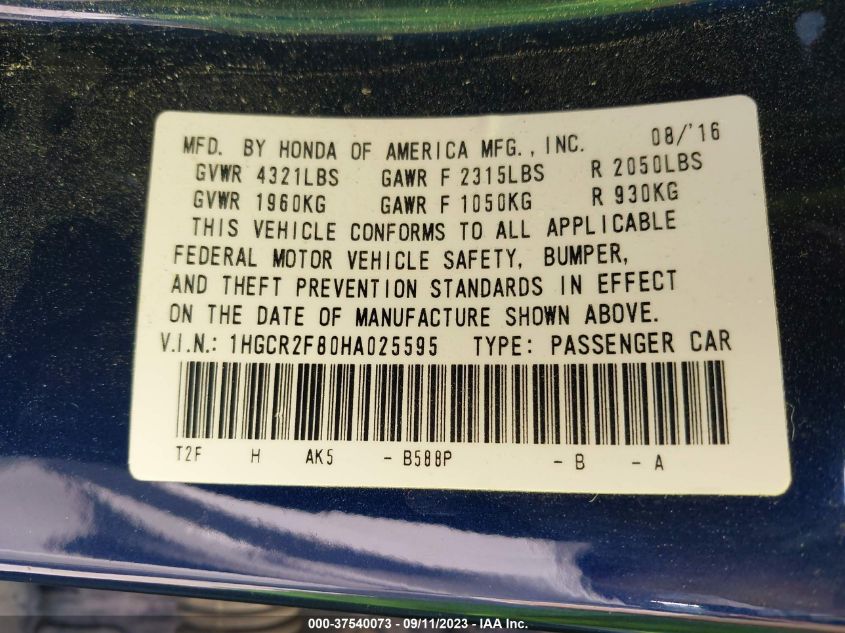 MFD. BY HONDA OF AMERICA MFG., INC. 08/'16
GVWR 4321LBS GAWR F 2315LBS R 2050LBS
GVWR 1960KG GAWR F 1050KG R 930KG
THIS VEHICLE CONFORMS TO ALL APPLICABLE
FEDERAL MOTOR VEHICLE SAFETY, BUMPER,
AND THEFT PREVENTION STANDARDS IN EFFECT
ON THE DATE OF MANUFACTURE SHOWN ABOVE.
V.I.N.: 1HGCR2F80HA025595 TYPE: PASSENGER CAR
T2F H AK5 - B588P - B - A
000-37540073 - 09/11/2023 - IAA Inc.